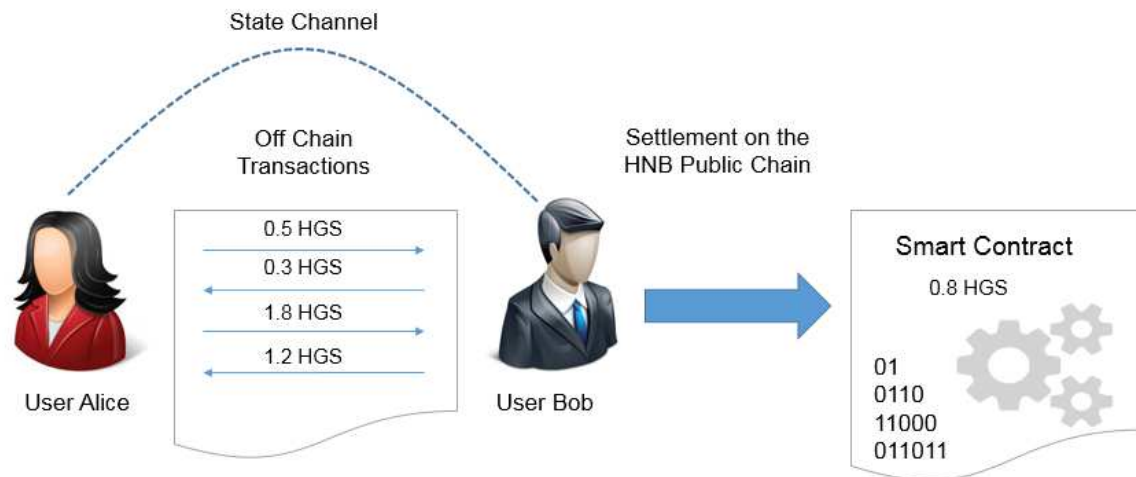 State Channel
Off Chain
Transactions
Settlement on the
HNB Public Chain
0.5 HGS
0.3 HGS
1.8 HGS
1.2 HGS
User Alice
User Bob
Smart Contract
0.8 HGS
01
0110
11000
011011